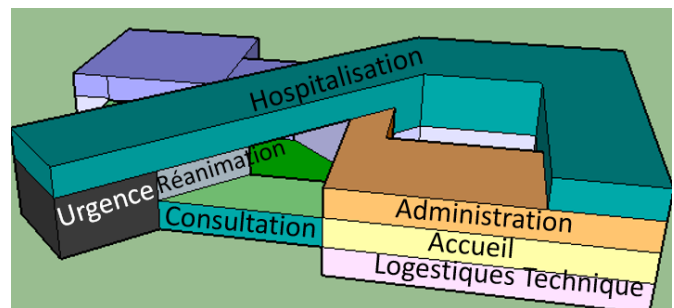 Hospitalisation
Réanimation
Urgence
Consultation
Administration
Accueil
Logestiques Technique